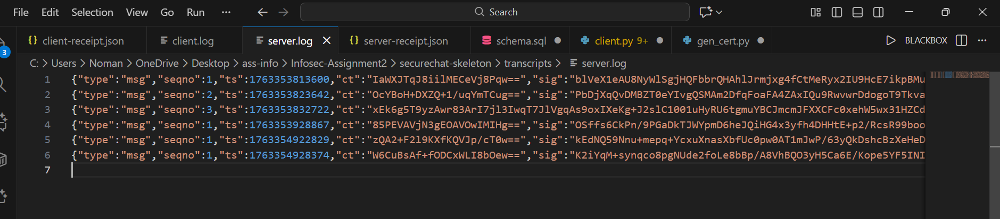 File Edit Selection View Go Run ··· Search
client-receipt.json client.log server.log server-receipt.json schema.sql client.py 9+ gen_cert.py BLACKBOX ···
3
C: > Users > Noman > OneDrive > Desktop > ass-info > Infosec-Assignment2 > securechat-skeleton > transcripts > server.log
1 {"type":"msg","seqno":1,"ts":1763353813600,"ct":"IaWXJTqJ8iilMECeVj8Pqw==","sig":"blVeX1eAU8NyWlSgjHQFbbrQHAhlJrmjxg4fCtMeRyx2IU9HcE7ikpBMu
2 {"type":"msg","seqno":2,"ts":1763353823642,"ct":"OcYBoH+DXZQ+1/uqYmTCug==","sig":"PbDjXqQvDMBZT0eYIvgQSMAm2DfqFoaFA4ZAxIQu9RwvwrDdogoT9Tkva
3 {"type":"msg","seqno":3,"ts":1763353832722,"ct":"xEk6g5T9yzAwr83ArI7jl3IwqT7JlVgqAs9oxIXeKg+J2slC1001uHyRU6tgmuYBCJmcmJFXXCFc0xehW5wx31HZCd
4 {"type":"msg","seqno":1,"ts":1763353928867,"ct":"85PEVAVjN3gEOAVOwIMIHg==","sig":"OSffs6CkPn/9PGaDkTJWYpmD6heJQiHG4x3yfh4DHHtE+p2/RcsR99boo
5 {"type":"msg","seqno":1,"ts":1763354922829,"ct":"zQA2+F2l9KXfKQVJp/cT0w==","sig":"kEdNQ59Nnu+mepq+YcxuXnasXbfUc0pw0AT1mJwP/63yQkDshcBzXeHeD
6 {"type":"msg","seqno":1,"ts":1763354928374,"ct":"W6CuBsAf+fODCxWLI8bOew==","sig":"K2iYqM+synqco8pgNUde2foLe8bBp/A8VhBQO3yH5Ca6E/Kope5YF5INI
7